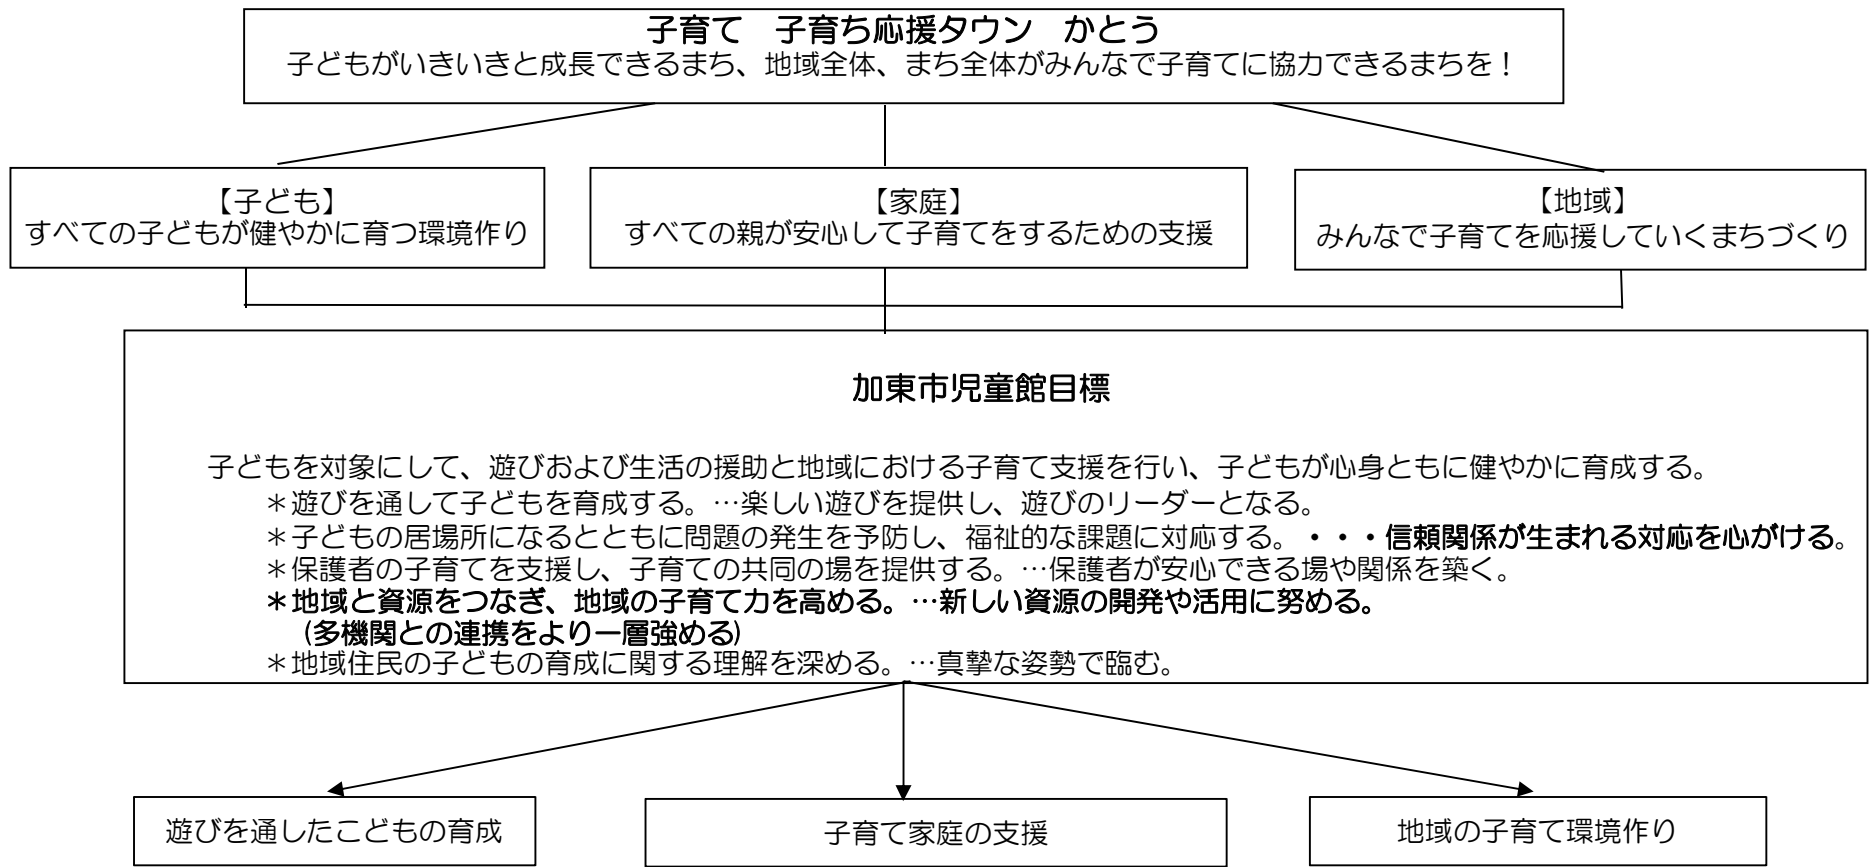 子育て　子育ち応援タウン　かとう
子どもがいきいきと成長できるまち、地域全体、まち全体がみんなで子育てに協力できるまちを！
【子ども】
すべての子どもが健やかに育つ環境作り
【家庭】
すべての親が安心して子育てをするための支援
【地域】
みんなで子育てを応援していくまちづくり
加東市児童館目標
子どもを対象にして、遊びおよび生活の援助と地域における子育て支援を行い、子どもが心身ともに健やかに育成する。
＊遊びを通して子どもを育成する。…楽しい遊びを提供し、遊びのリーダーとなる。
＊子どもの居場所になるとともに問題の発生を予防し、福祉的な課題に対応する。・・・信頼関係が生まれる対応を心がける。
＊保護者の子育てを支援し、子育ての共同の場を提供する。…保護者が安心できる場や関係を築く。
＊地域と資源をつなぎ、地域の子育て力を高める。…新しい資源の開発や活用に努める。
（多機関との連携をより一層強める）
＊地域住民の子どもの育成に関する理解を深める。…真摯な姿勢で臨む。
遊びを通したこどもの育成
子育て家庭の支援
地域の子育て環境作り